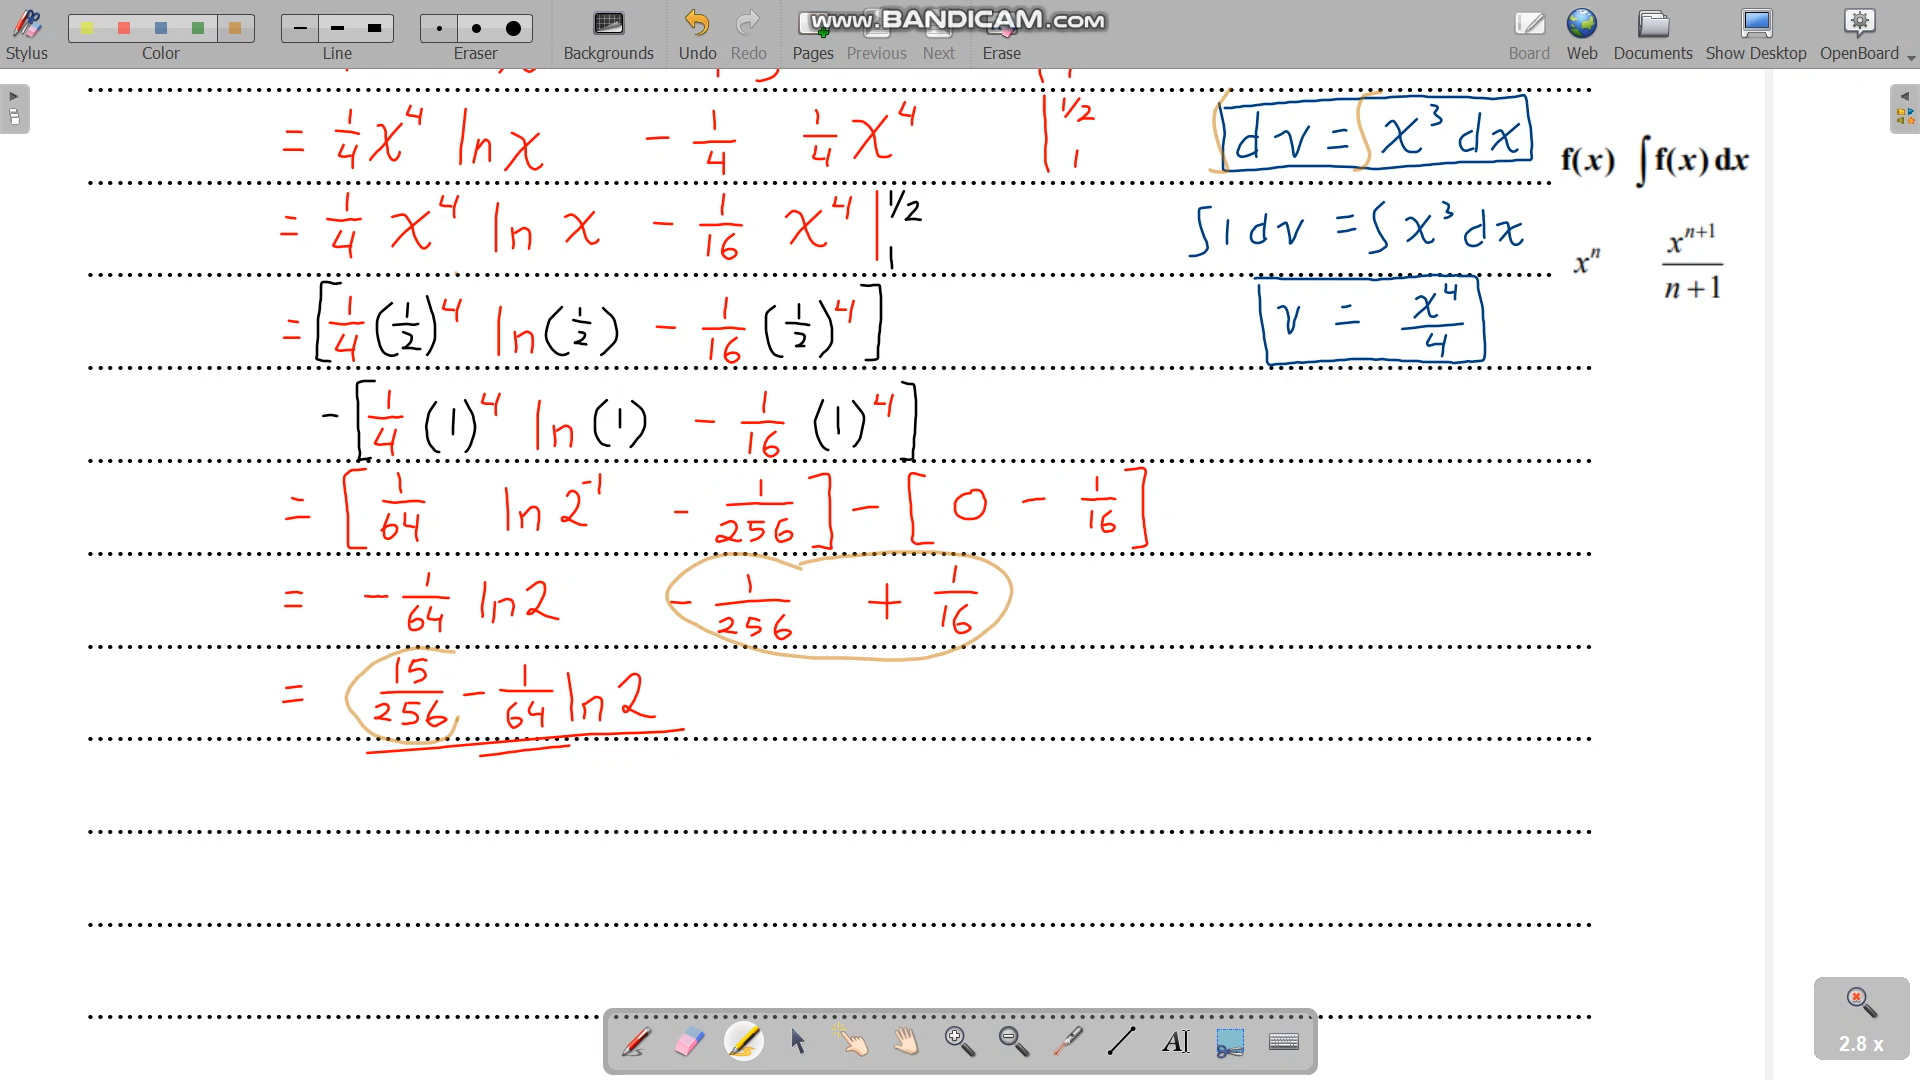 www.BANDICAM.com
Stylus Color Line Eraser Backgrounds Undo Redo Pages Previous Next Erase Board Web Documents Show Desktop OpenBoard
= 1/4 x^4 ln x - 1/4 1/4 x^4 | 1/2 1
dv = x^3 dx
f(x) ∫f(x) dx
= 1/4 x^4 ln x - 1/16 x^4 | 1/2 1
∫1 dv = ∫x^3 dx
x^n x^(n+1)/(n+1)
= [1/4 (1/2)^4 ln(1/2) - 1/16 (1/2)^4]
v = x^4/4
- [1/4 (1)^4 ln(1) - 1/16 (1)^4]
= [1/64 ln 2^-1 - 1/256] - [0 - 1/16]
= - 1/64 ln 2 - 1/256 + 1/16
= 15/256 - 1/64 ln 2
2.8 x